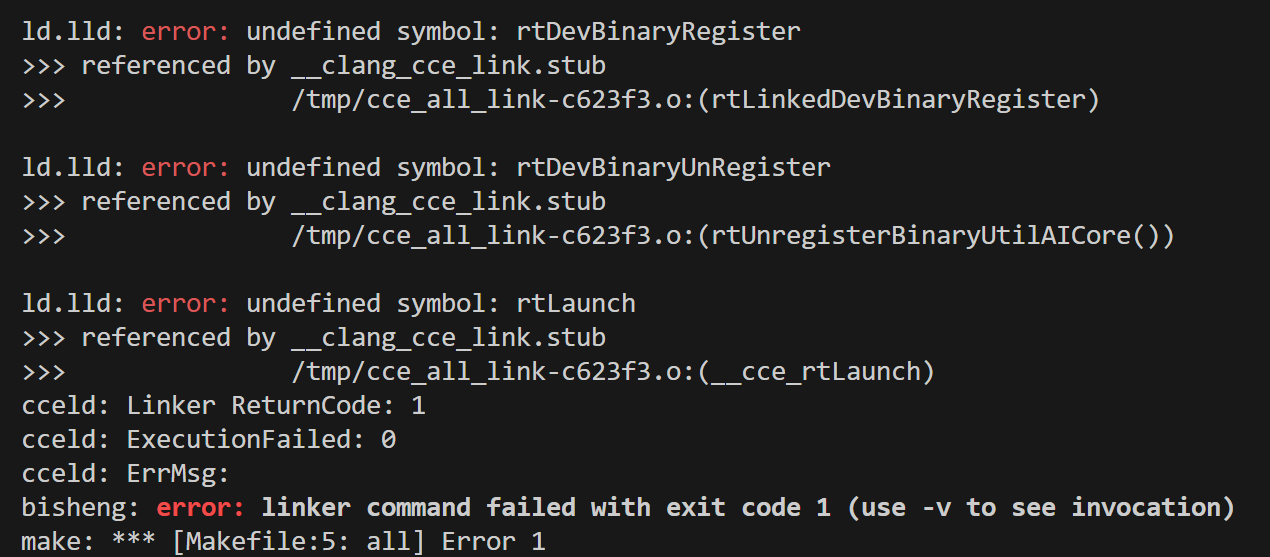 ld.lld: error: undefined symbol: rtDevBinaryRegister
>>> referenced by __clang_cce_link.stub
>>>               /tmp/cce_all_link-c623f3.o:(rtLinkedDevBinaryRegister)
ld.lld: error: undefined symbol: rtDevBinaryUnRegister
>>> referenced by __clang_cce_link.stub
>>>               /tmp/cce_all_link-c623f3.o:(rtUnregisterBinaryUtilAICore())
ld.lld: error: undefined symbol: rtLaunch
>>> referenced by __clang_cce_link.stub
>>>               /tmp/cce_all_link-c623f3.o:(__cce_rtLaunch)
cceld: Linker ReturnCode: 1
cceld: ExecutionFailed: 0
cceld: ErrMsg:
bisheng: error: linker command failed with exit code 1 (use -v to see invocation)
make: *** [Makefile:5: all] Error 1